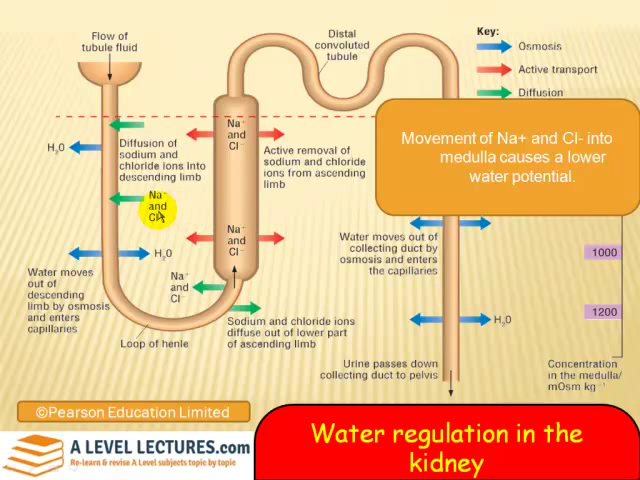 Flow of
tubule fluid
Distal
convoluted
tubule
Key:
Osmosis
Active transport
Diffusion
H₂O
Diffusion of
sodium and
chloride ions into
descending limb
Na⁺
and
Cl⁻
Na⁺
and
Cl⁻
Active removal of
sodium and chloride
ions from ascending
limb
Movement of Na+ and Cl- into
medulla causes a lower
water potential.
Na⁺
and
Cl⁻
H₂O
Water moves
out of
descending
limb by osmosis
and enters
capillaries
Na⁺
and
Cl⁻
Water moves out of
collecting duct by
osmosis and enters
the capillaries
1000
1200
H₂O
Loop of henle
Sodium and chloride ions
diffuse out of lower part
of ascending limb
Urine passes down
collecting duct to pelvis
Concentration
in the medulla/
mOsm kg⁻¹
©Pearson Education Limited
A LEVEL LECTURES.com
Re-learn & revise A Level subjects topic by topic
Water regulation in the
kidney